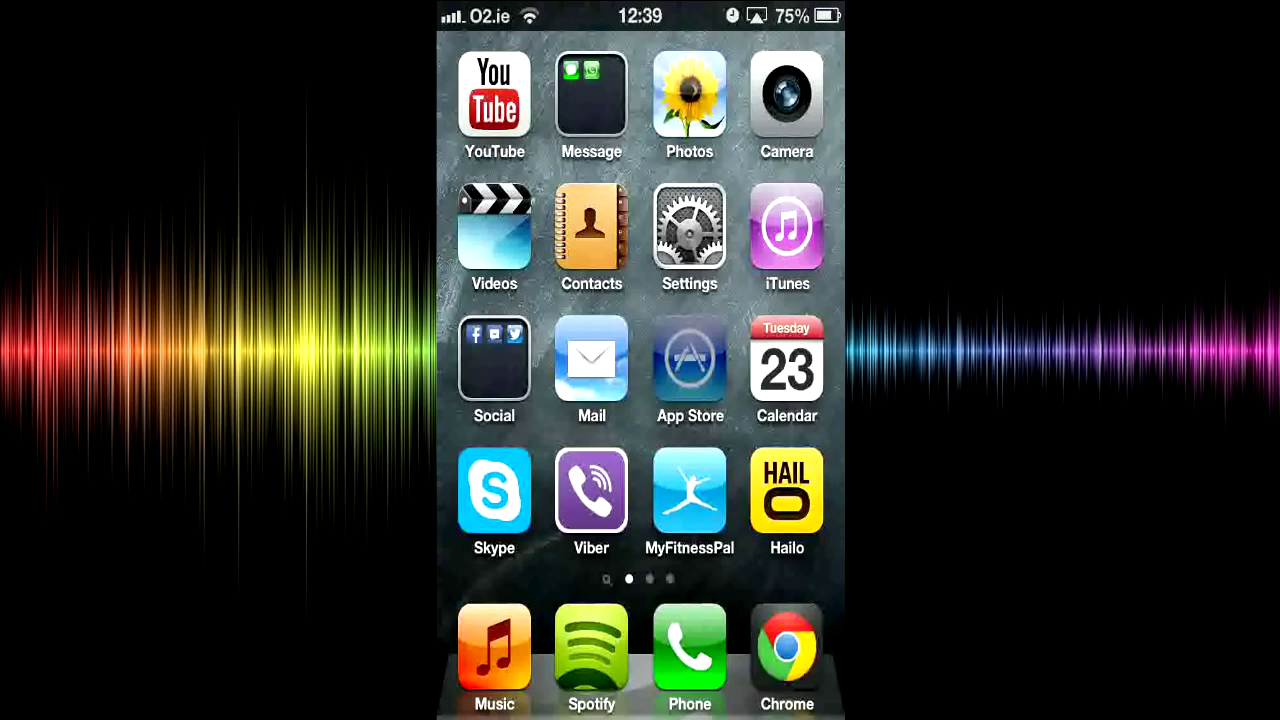 O2.ie 12:39 75%
You
Tube
YouTube Message Photos Camera
Videos Contacts Settings iTunes
Tuesday
23
Social Mail App Store Calendar
S
HAIL
O
Skype Viber MyFitnessPal Hailo
Music Spotify Phone Chrome